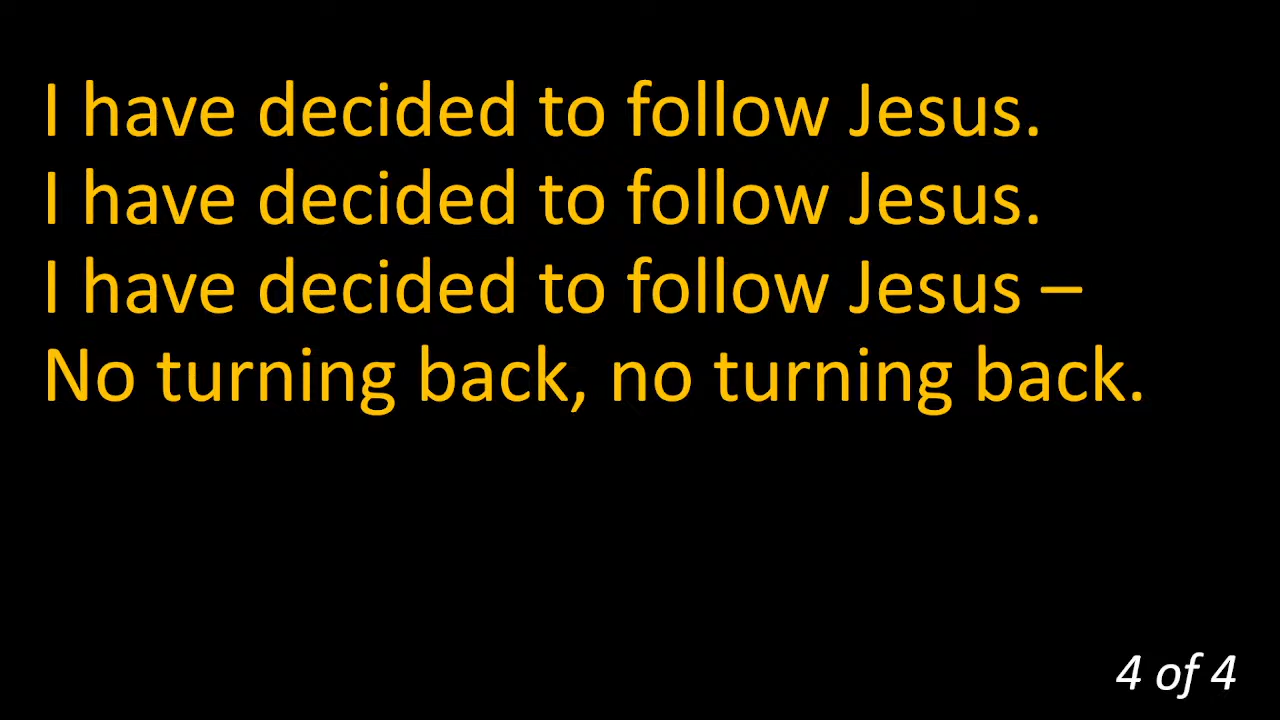 I have decided to follow Jesus.
I have decided to follow Jesus.
I have decided to follow Jesus –
No turning back, no turning back.
4 of 4